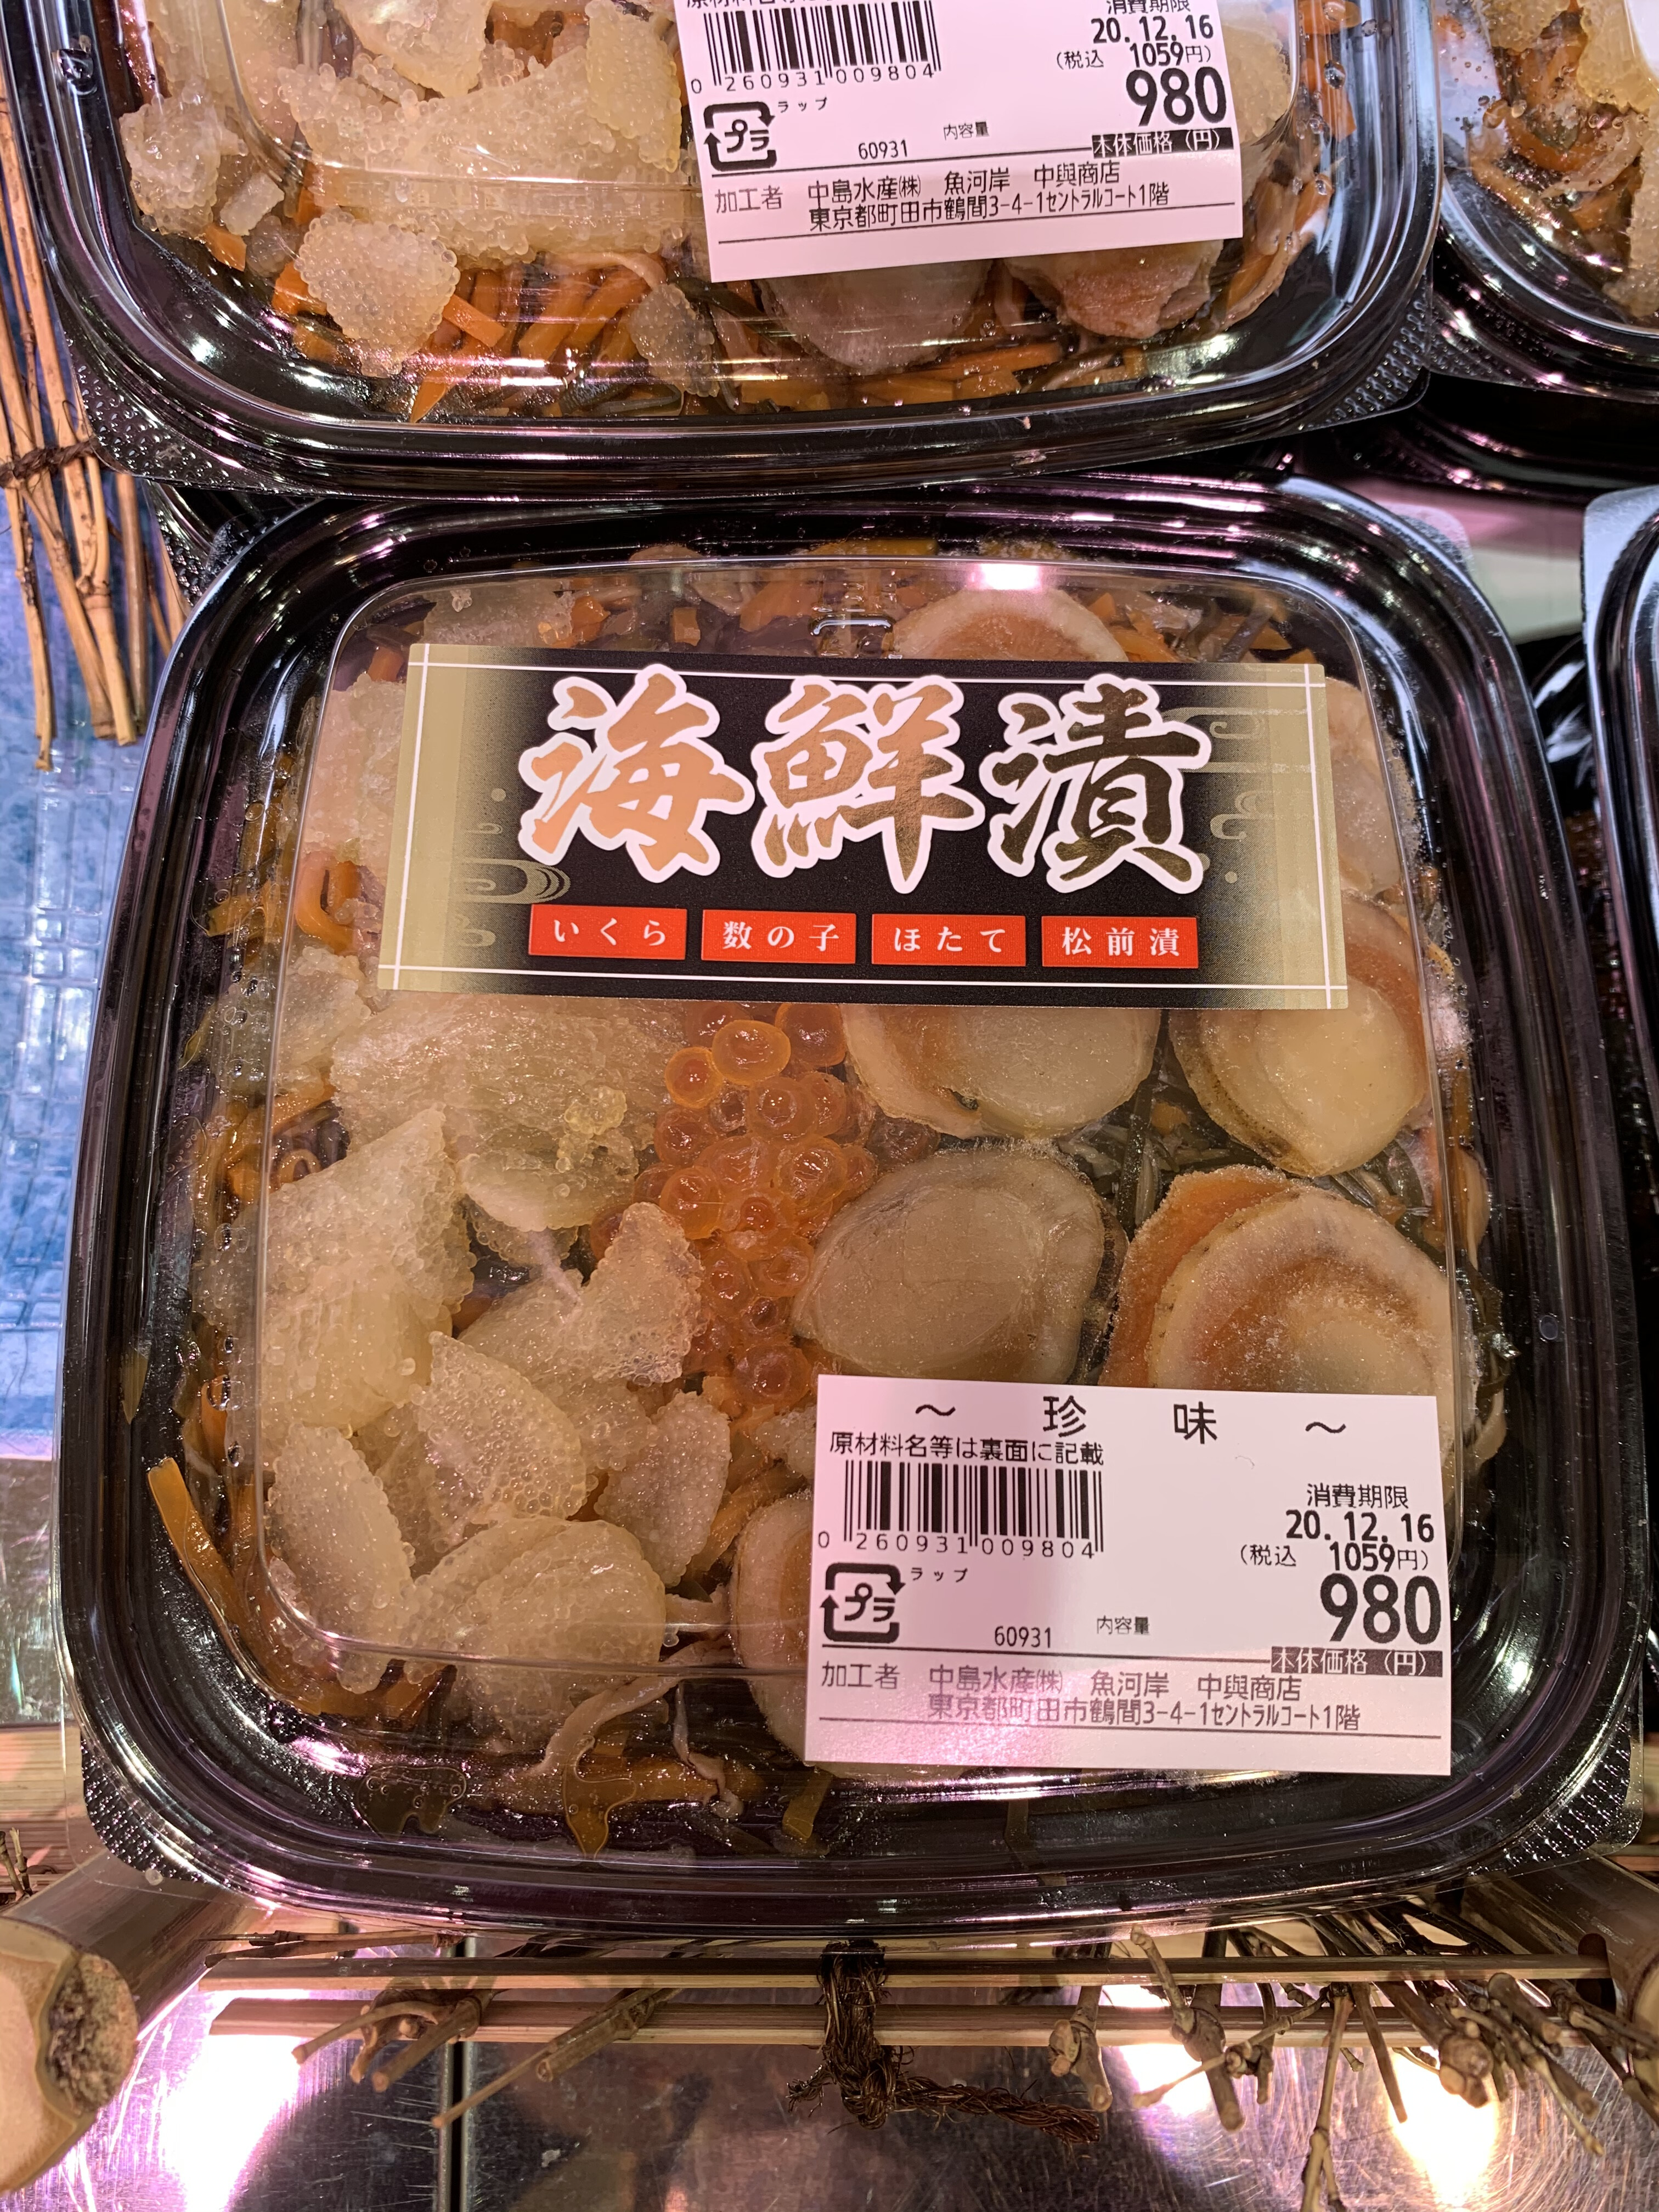 消費期限
20.12.16
(税込 1059円)
0 260931 009804
980
ラップ
プラ
内容量
60931
本体価格(円)
加工者 中島水産㈱ 魚河岸 中與商店
東京都町田市鶴間3-4-1セントラルコート1階
海鮮漬
いくら 数の子 ほたて 松前漬
~ 珍 味 ~
原材料名等は裏面に記載
消費期限
20.12.16
(税込 1059円)
0 260931 009804
980
ラップ
プラ
内容量
60931
本体価格(円)
加工者 中島水産㈱ 魚河岸 中與商店
東京都町田市鶴間3-4-1セントラルコート1階